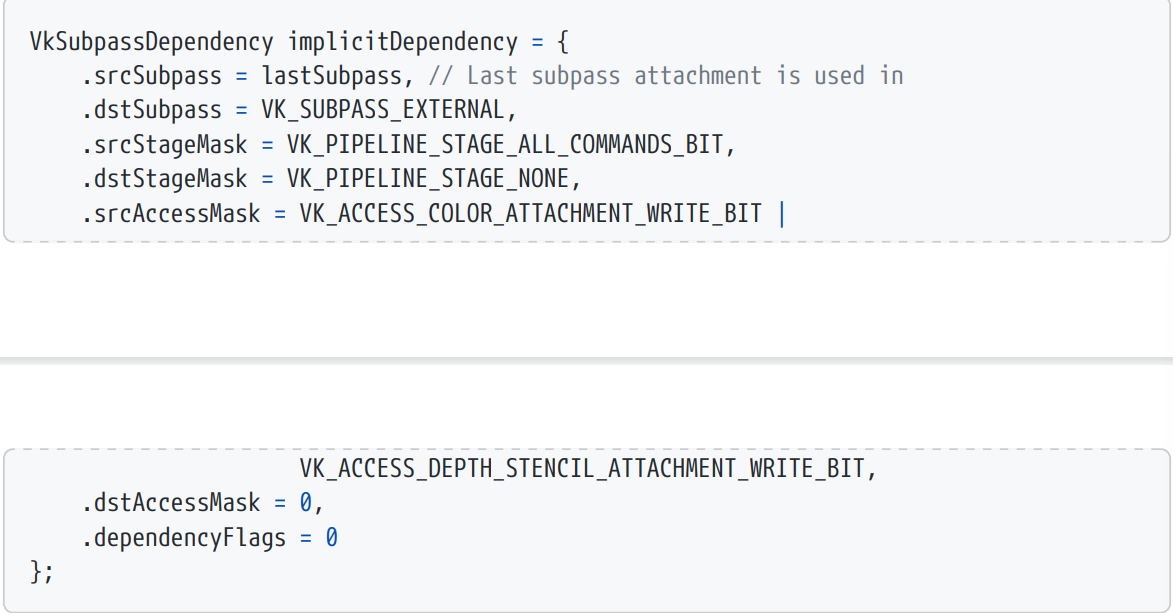 VkSubpassDependency implicitDependency = {
    .srcSubpass = lastSubpass, // Last subpass attachment is used in
    .dstSubpass = VK_SUBPASS_EXTERNAL,
    .srcStageMask = VK_PIPELINE_STAGE_ALL_COMMANDS_BIT,
    .dstStageMask = VK_PIPELINE_STAGE_NONE,
    .srcAccessMask = VK_ACCESS_COLOR_ATTACHMENT_WRITE_BIT |
                     VK_ACCESS_DEPTH_STENCIL_ATTACHMENT_WRITE_BIT,
    .dstAccessMask = 0,
    .dependencyFlags = 0
};